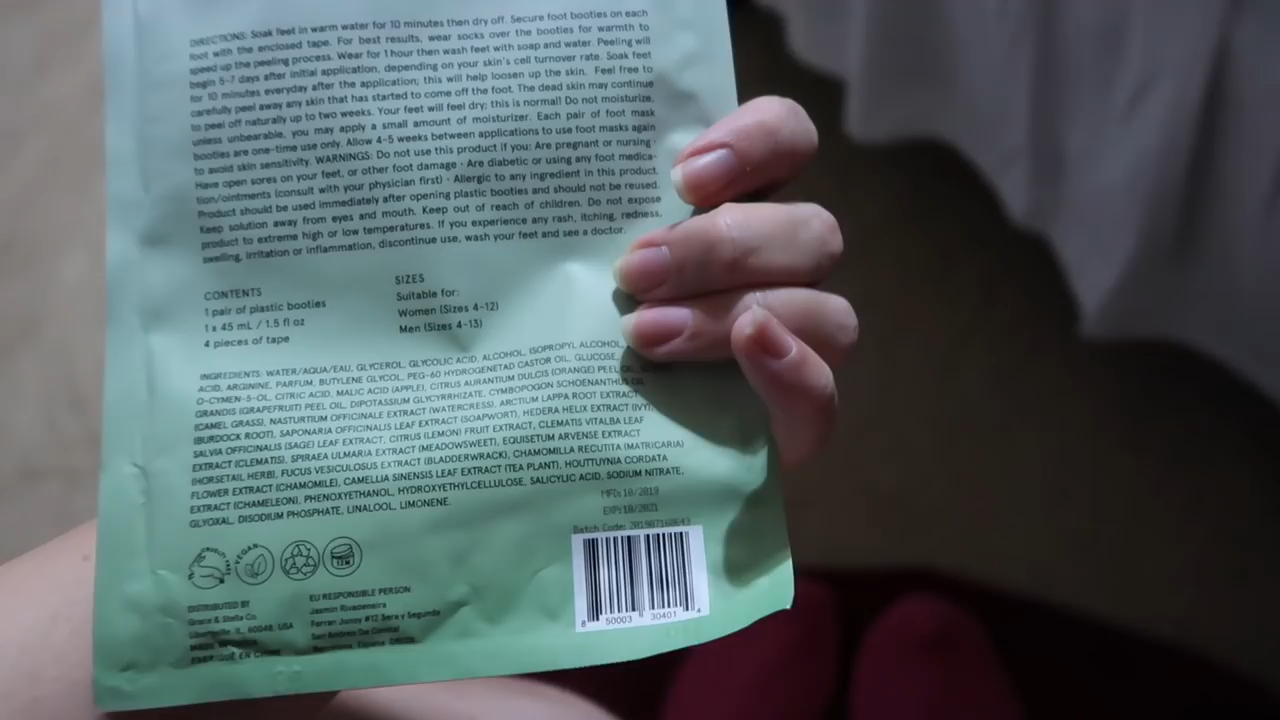 DIRECTIONS: Soak feet in warm water for 10 minutes then dry off. Secure foot booties on each
foot with the enclosed tape. For best results, wear socks over the booties for warmth to
speed up the peeling process. Wear for 1 hour then wash feet with soap and water. Peeling will
begin 5-7 days after initial application, depending on your skin's cell turnover rate. Soak feet
for 10 minutes everyday after the application; this will help loosen up the skin. Feel free to
carefully peel away any skin that has started to come off the foot. The dead skin may continue
to peel off naturally up to two weeks. Your feet will feel dry; this is normal! Do not moisturize,
unless unbearable, you may apply a small amount of moisturizer. Each pair of foot mask
booties are one-time use only. Allow 4-5 weeks between applications to use foot masks again
to avoid skin sensitivity. WARNINGS: Do not use this product if you: Are pregnant or nursing ·
Have open sores on your feet, or other foot damage · Are diabetic or using any foot medica-
tion/ointments (consult with your physician first) · Allergic to any ingredient in this product.
Product should be used immediately after opening plastic booties and should not be reused.
Keep solution away from eyes and mouth. Keep out of reach of children. Do not expose
product to extreme high or low temperatures. If you experience any rash, itching, redness,
swelling, irritation or inflammation, discontinue use, wash your feet and see a doctor.
CONTENTS
1 pair of plastic booties
1 x 45 mL / 1.5 fl oz
4 pieces of tape
SIZES
Suitable for:
Women (Sizes 4-12)
Men (Sizes 4-13)
INGREDIENTS: WATER/AQUA/EAU, GLYCEROL, GLYCOLIC ACID, ALCOHOL, ISOPROPYL ALCOHOL,
ACID, ARGININE, PARFUM, BUTYLENE GLYCOL, PEG-60 HYDROGENETAD CASTOR OIL, GLUCOSE,
O-CYMEN-5-OL, CITRIC ACID, MALIC ACID (APPLE), CITRUS AURANTIUM DULCIS (ORANGE) PEEL OIL,
GRANDIS (GRAPEFRUIT) PEEL OIL, DIPOTASSIUM GLYCYRRHIZATE, CYMBOPOGON SCHOENANTHUS OIL
(CAMEL GRASS), NASTURTIUM OFFICINALE EXTRACT (WATERCRESS), ARCTIUM LAPPA ROOT EXTRACT
(BURDOCK ROOT), SAPONARIA OFFICINALIS LEAF EXTRACT (SOAPWORT), HEDERA HELIX EXTRACT (IVY),
SALVIA OFFICINALIS (SAGE) LEAF EXTRACT, CITRUS (LEMON) FRUIT EXTRACT, CLEMATIS VITALBA LEAF
EXTRACT (CLEMATIS), SPIRAEA ULMARIA EXTRACT (MEADOWSWEET), EQUISETUM ARVENSE EXTRACT
(HORSETAIL HERB), FUCUS VESICULOSUS EXTRACT (BLADDERWRACK), CHAMOMILLA RECUTITA (MATRICARIA)
FLOWER EXTRACT (CHAMOMILE), CAMELLIA SINENSIS LEAF EXTRACT (TEA PLANT), HOUTTUYNIA CORDATA
EXTRACT (CHAMELEON), PHENOXYETHANOL, HYDROXYETHYLCELLULOSE, SALICYLIC ACID, SODIUM NITRATE,
GLYOXAL, DISODIUM PHOSPHATE, LINALOOL, LIMONENE.
MFD:10/2019
EXP:10/2021
Batch Code:
CRUELTY FREE
VEGAN
12M
8 50003 30401 4
DISTRIBUTED BY
Grace & Stella Co.
Libertyville, IL, 60048, USA
EU RESPONSIBLE PERSON
Jasmin Rivadeneira
Ferran Junoy #12 3era y Segunda